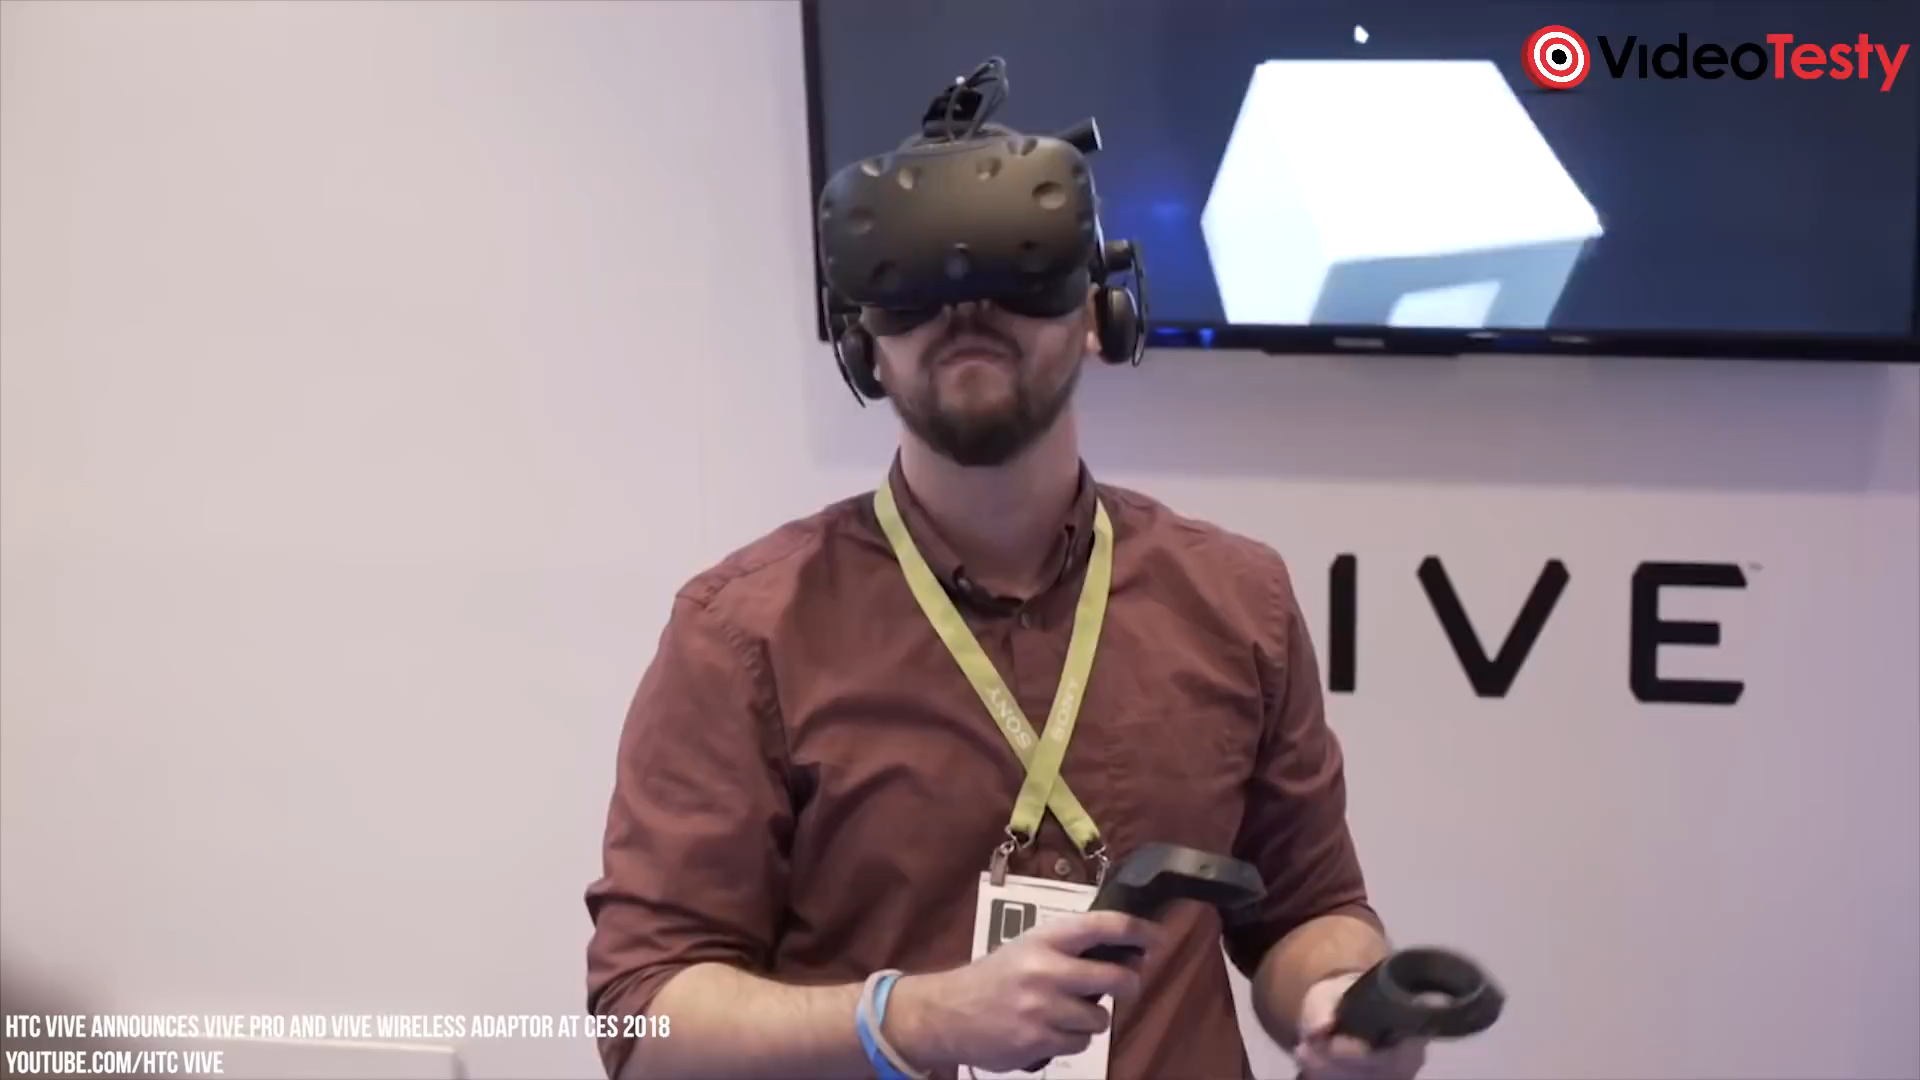 VIDEOTesty
IVE™
SONY
SONY
HTC VIVE ANNOUNCES VIVE PRO AND VIVE WIRELESS ADAPTOR AT CES 2018
YOUTUBE.COM/HTC VIVE